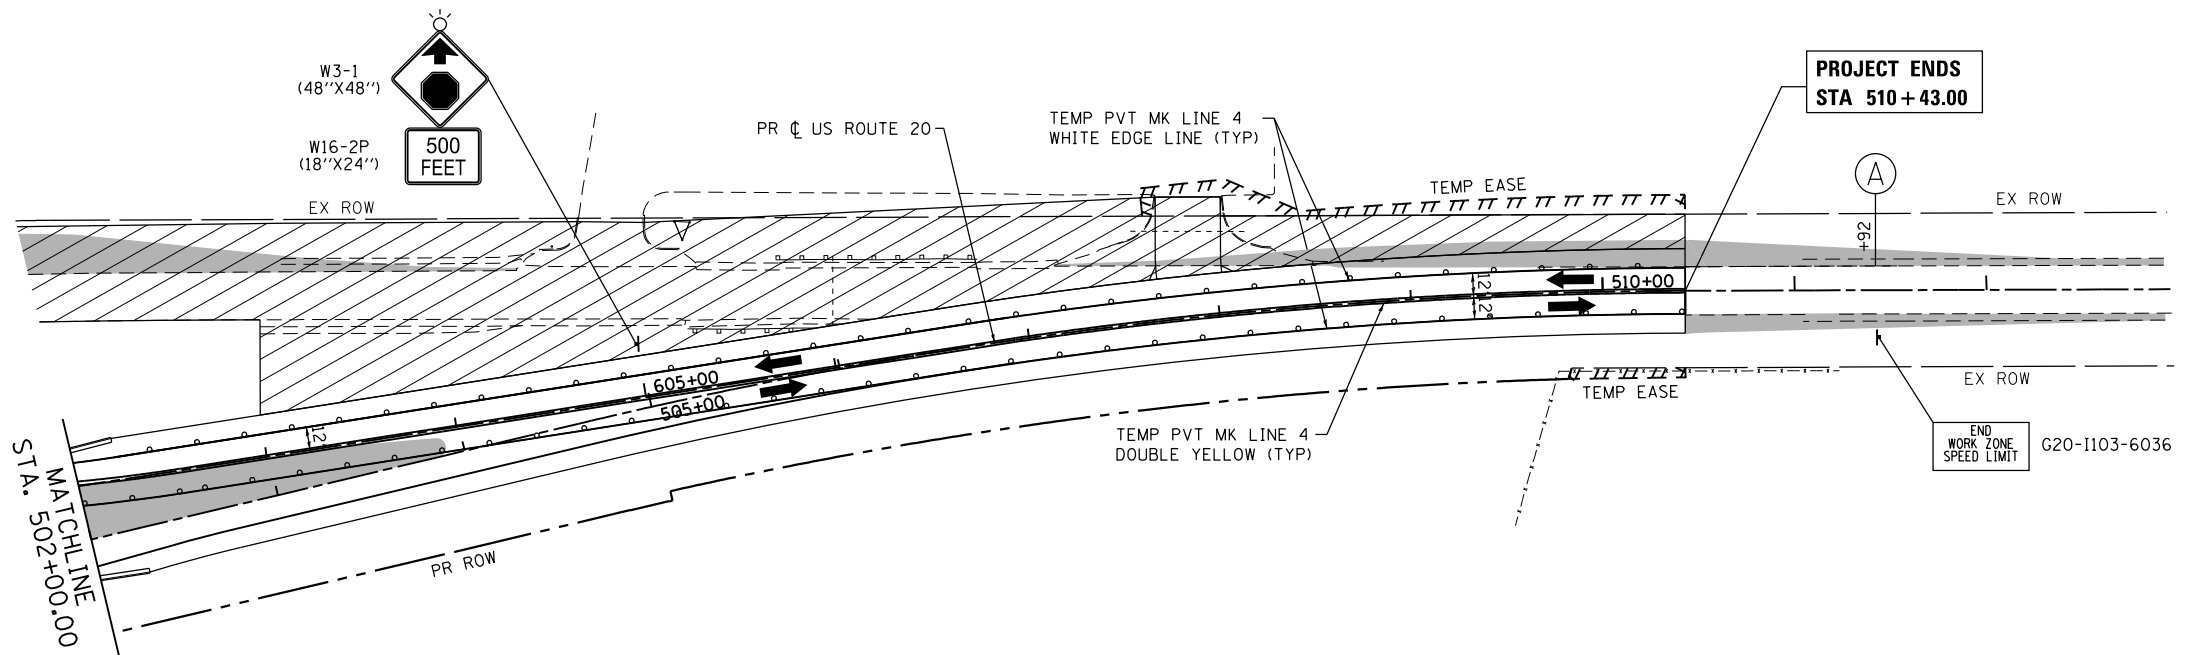 W3-1
(48''X48'')
W16-2P
(18''X24'')
500
FEET
EX ROW
PR ℄ US ROUTE 20
TEMP PVT MK LINE 4
WHITE EDGE LINE (TYP)
TEMP EASE
PROJECT ENDS
STA 510+43.00
A
+92
EX ROW
510+00
12'
12'
605+00
505+00
12'
TEMP EASE
EX ROW
TEMP PVT MK LINE 4
DOUBLE YELLOW (TYP)
END
WORK ZONE
SPEED LIMIT
G20-I103-6036
MATCHLINE
STA. 502+00.00
PR ROW